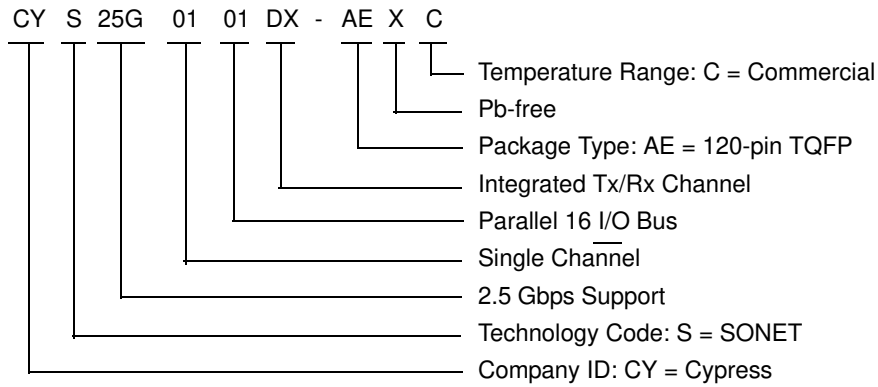 CY S 25G 01 01 DX - AE X C
Temperature Range: C = Commercial
Pb-free
Package Type: AE = 120-pin TQFP
Integrated Tx/Rx Channel
Parallel 16 I/O Bus
Single Channel
2.5 Gbps Support
Technology Code: S = SONET
Company ID: CY = Cypress